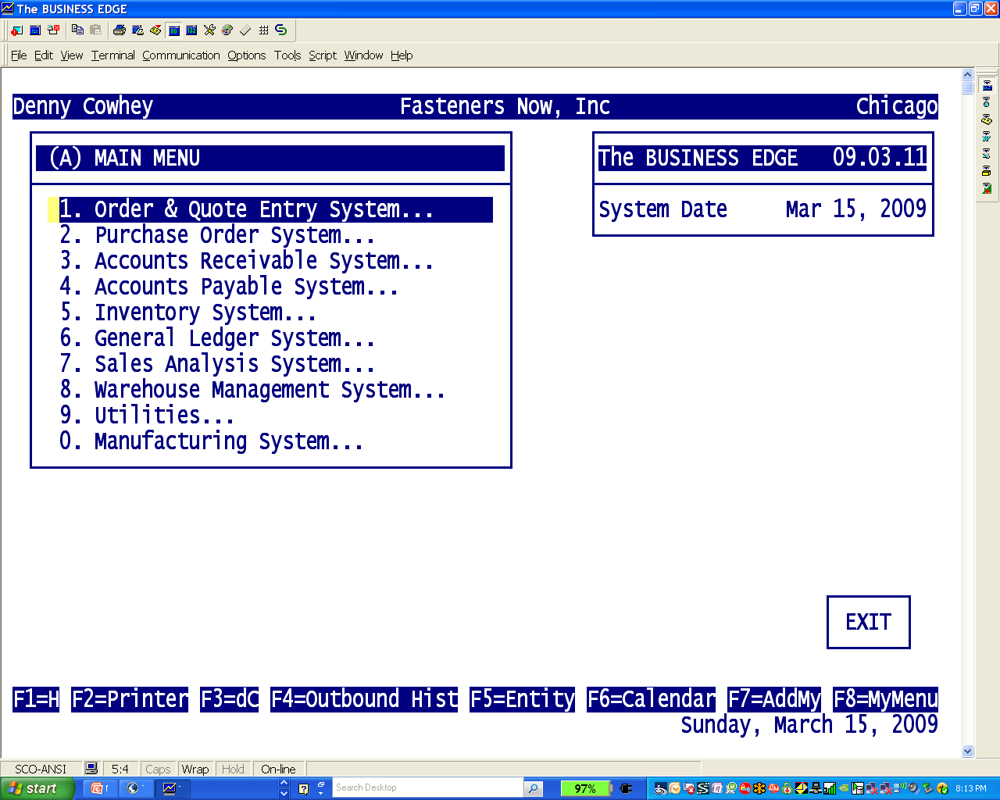 The BUSINESS EDGE
80 132
File Edit View Terminal Communication Options Tools Script Window Help
Denny Cowhey Fasteners Now, Inc Chicago
(A) MAIN MENU
The BUSINESS EDGE 09.03.11
1. Order & Quote Entry System...
System Date Mar 15, 2009
2. Purchase Order System...
3. Accounts Receivable System...
4. Accounts Payable System...
5. Inventory System...
6. General Ledger System...
7. Sales Analysis System...
8. Warehouse Management System...
9. Utilities...
0. Manufacturing System...
EXIT
F1=H F2=Printer F3=dC F4=Outbound Hist F5=Entity F6=Calendar F7=AddMy F8=MyMenu
Sunday, March 15, 2009
SCO-ANSI 5:4 Caps Wrap Hold On-line
start Search Desktop 97% 8:13 PM